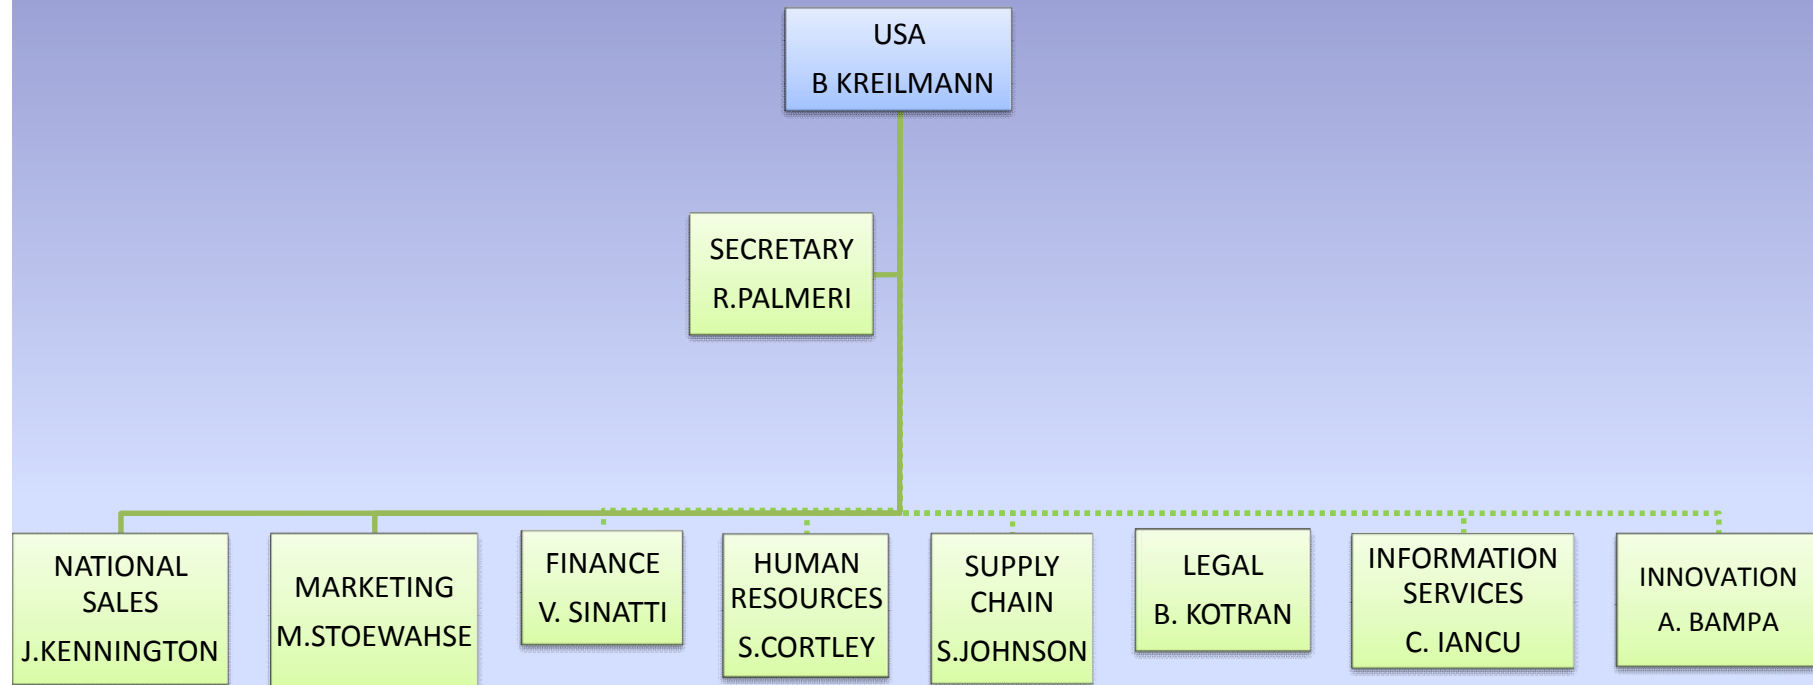 USA
B KREILMANN
SECRETARY
R.PALMERI
NATIONAL
SALES
J.KENNINGTON
MARKETING
M.STOEWAHSE
FINANCE
V. SINATTI
HUMAN
RESOURCES
S.CORTLEY
SUPPLY
CHAIN
S.JOHNSON
LEGAL
B. KOTRAN
INFORMATION
SERVICES
C. IANCU
INNOVATION
A. BAMPA